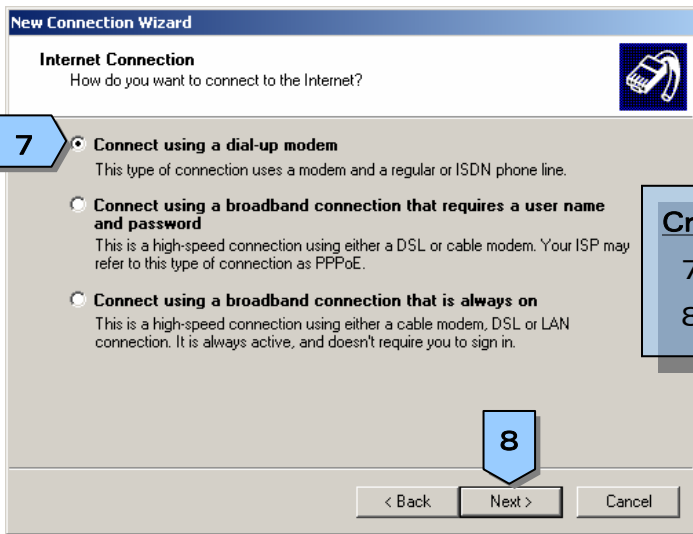 New Connection Wizard
Internet Connection
How do you want to connect to the Internet?
7
Connect using a dial-up modem
This type of connection uses a modem and a regular or ISDN phone line.
Connect using a broadband connection that requires a user name
and password
This is a high-speed connection using either a DSL or cable modem. Your ISP may
refer to this type of connection as PPPoE.
Connect using a broadband connection that is always on
This is a high-speed connection using either a cable modem, DSL or LAN
connection. It is always active, and doesn't require you to sign in.
Cr
7
8
8
< Back Next > Cancel